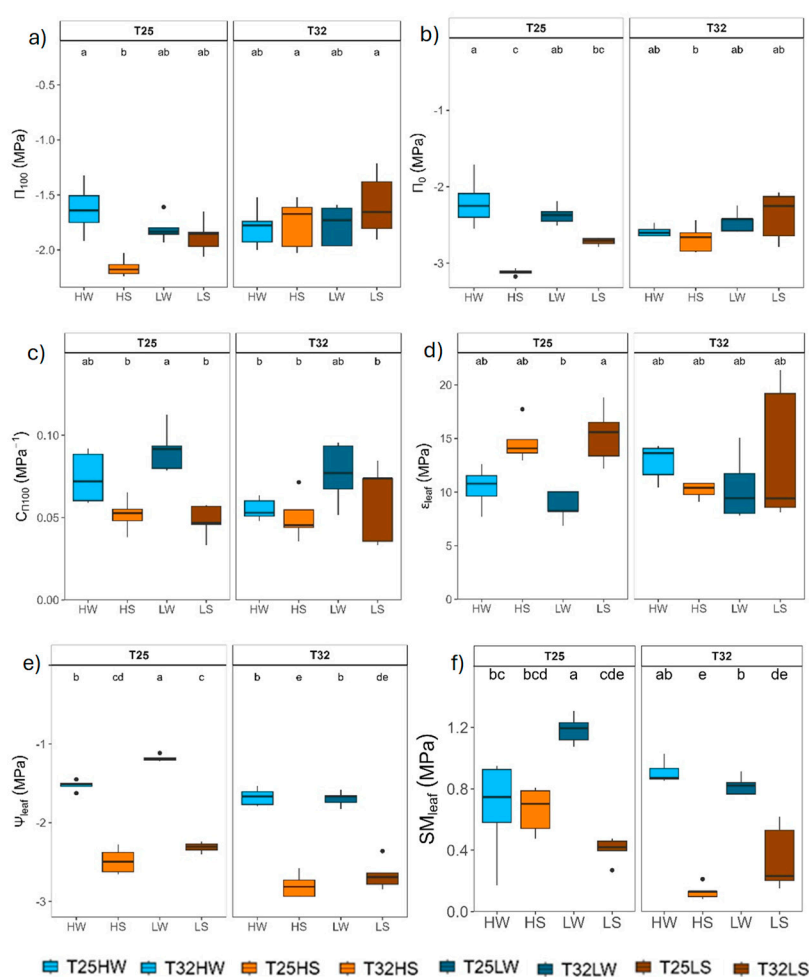 a)
T25 T32
a b ab ab ab a ab a
Π100 (MPa)
-0.5
-1.0
-1.5
-2.0
HW HS LW LS HW HS LW LS
b)
T25 T32
a c ab bc ab b ab ab
Π0 (MPa)
-1
-2
-3
HW HS LW LS HW HS LW LS
c)
T25 T32
ab b a b b b ab b
CΠ100 (MPa⁻¹)
0.10
0.05
0.00
HW HS LW LS HW HS LW LS
d)
T25 T32
ab ab b a ab ab ab ab
εleaf (MPa)
20
15
10
5
0
HW HS LW LS HW HS LW LS
e)
T25 T32
b cd a c b e b de
Ψleaf (MPa)
-1
-2
-3
HW HS LW LS HW HS LW LS
f)
T25 T32
bc bcd a cde ab e b de
SMleaf (MPa)
1.2
0.8
0.4
0.0
HW HS LW LS HW HS LW LS
T25HW T32HW T25HS T32HS T25LW T32LW T25LS T32LS